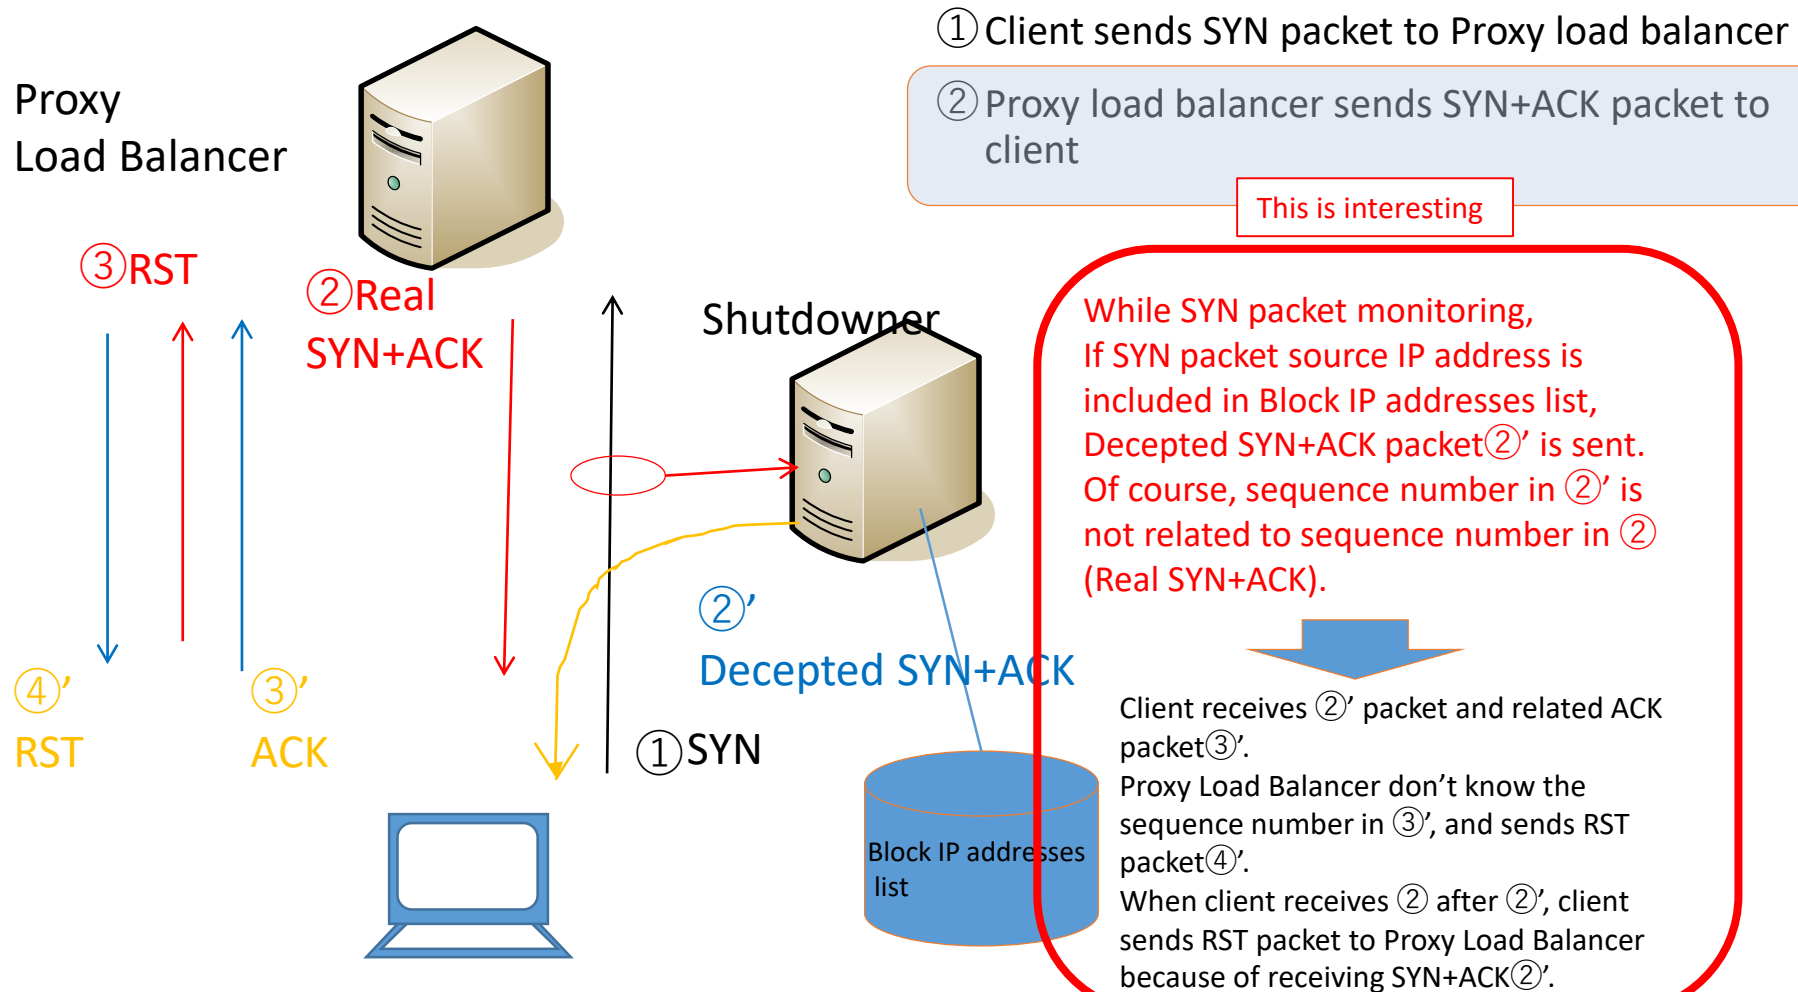 ①Client sends SYN packet to Proxy load balancer
②Proxy load balancer sends SYN+ACK packet to
client
This is interesting
Proxy
Load Balancer
③RST
②Real
SYN+ACK
Shutdowner
While SYN packet monitoring,
If SYN packet source IP address is
included in Block IP addresses list,
Decepted SYN+ACK packet②’ is sent.
Of course, sequence number in ②’ is
not related to sequence number in ②
(Real SYN+ACK).
②’
Decepted SYN+ACK
④’
RST
③’
ACK
①SYN
Block IP addresses
list
Client receives ②’ packet and related ACK
packet③’.
Proxy Load Balancer don’t know the
sequence number in ③’, and sends RST
packet④’.
When client receives ② after ②’, client
sends RST packet to Proxy Load Balancer
because of receiving SYN+ACK②’.